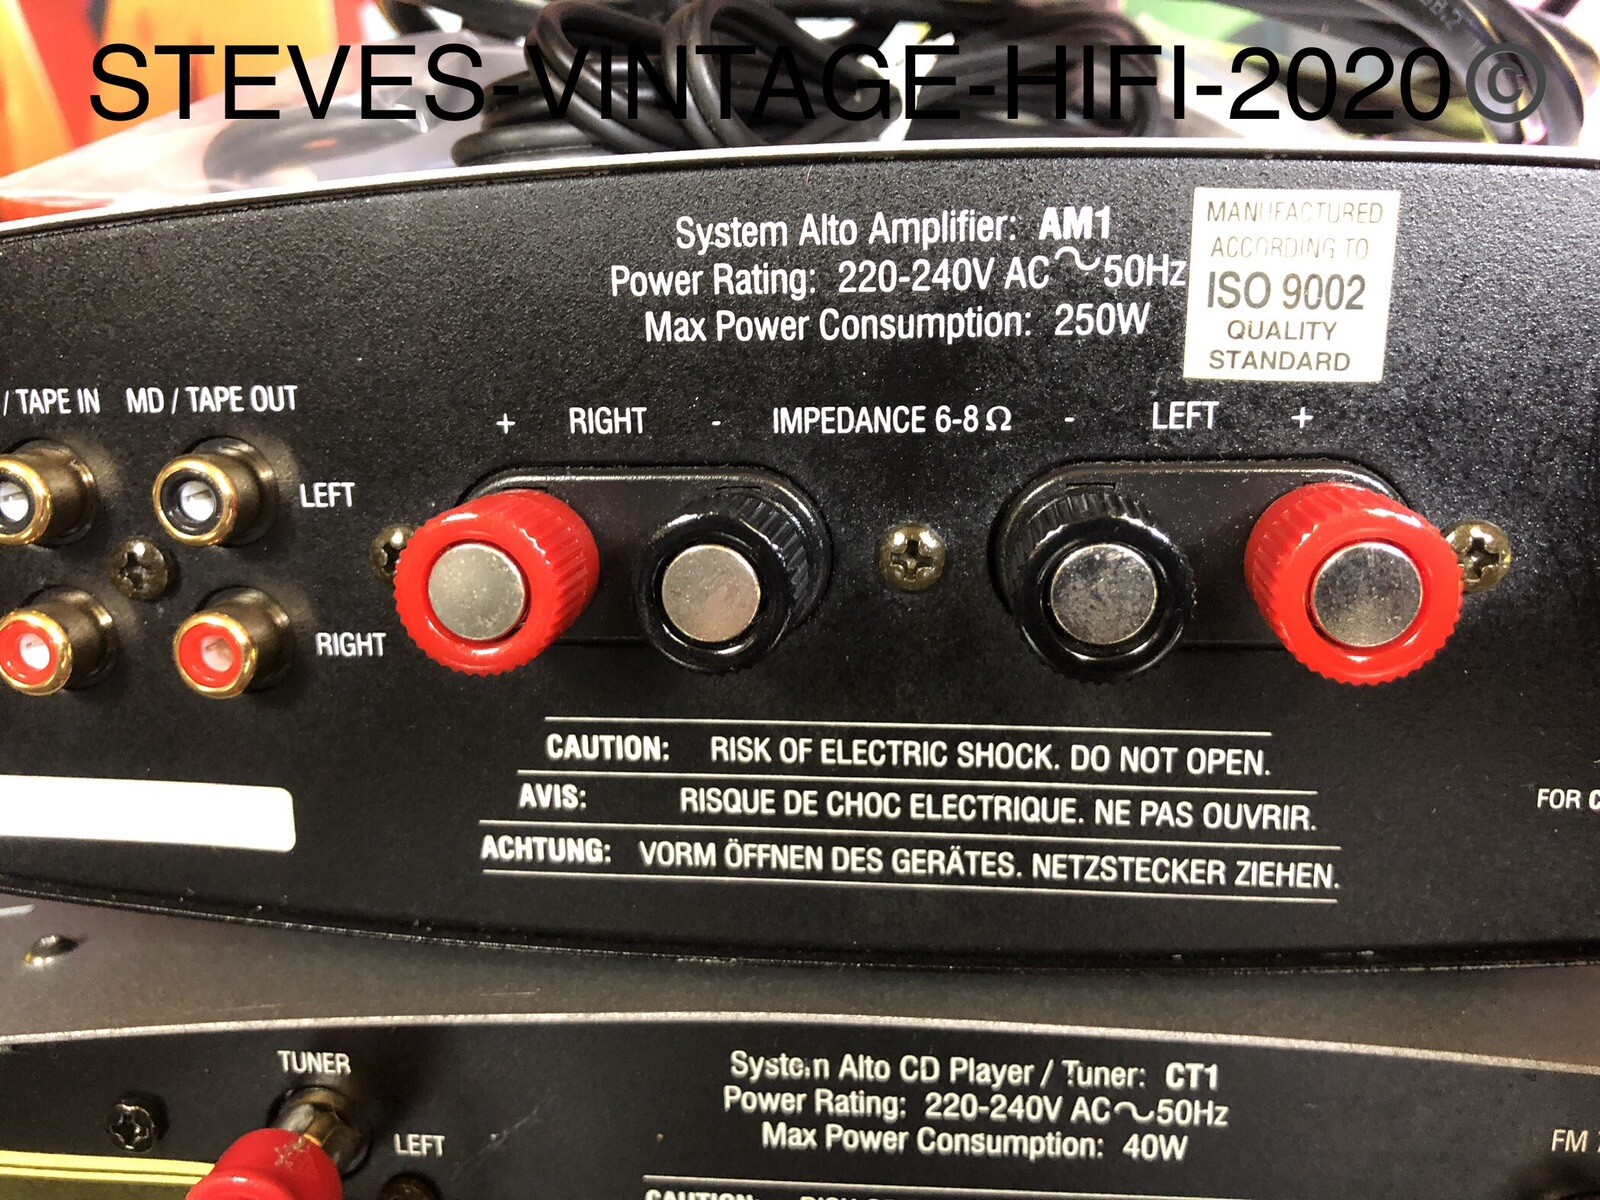 STEVES-VINTAGE-HIFI-2020©
System Alto Amplifier: AM1
Power Rating: 220-240V AC~50Hz
Max Power Consumption: 250W
MANUFACTURED
ACCORDING TO
ISO 9002
QUALITY
STANDARD
/ TAPE IN MD / TAPE OUT
+ RIGHT - IMPEDANCE 6-8Ω - LEFT +
LEFT
RIGHT
CAUTION: RISK OF ELECTRIC SHOCK. DO NOT OPEN.
AVIS: RISQUE DE CHOC ELECTRIQUE. NE PAS OUVRIR.
ACHTUNG: VORM ÖFFNEN DES GERÄTES. NETZSTECKER ZIEHEN.
FOR
TUNER
LEFT
System Alto CD Player / Tuner: CT1
Power Rating: 220-240V AC~50Hz
Max Power Consumption: 40W
FM
CAUTION: